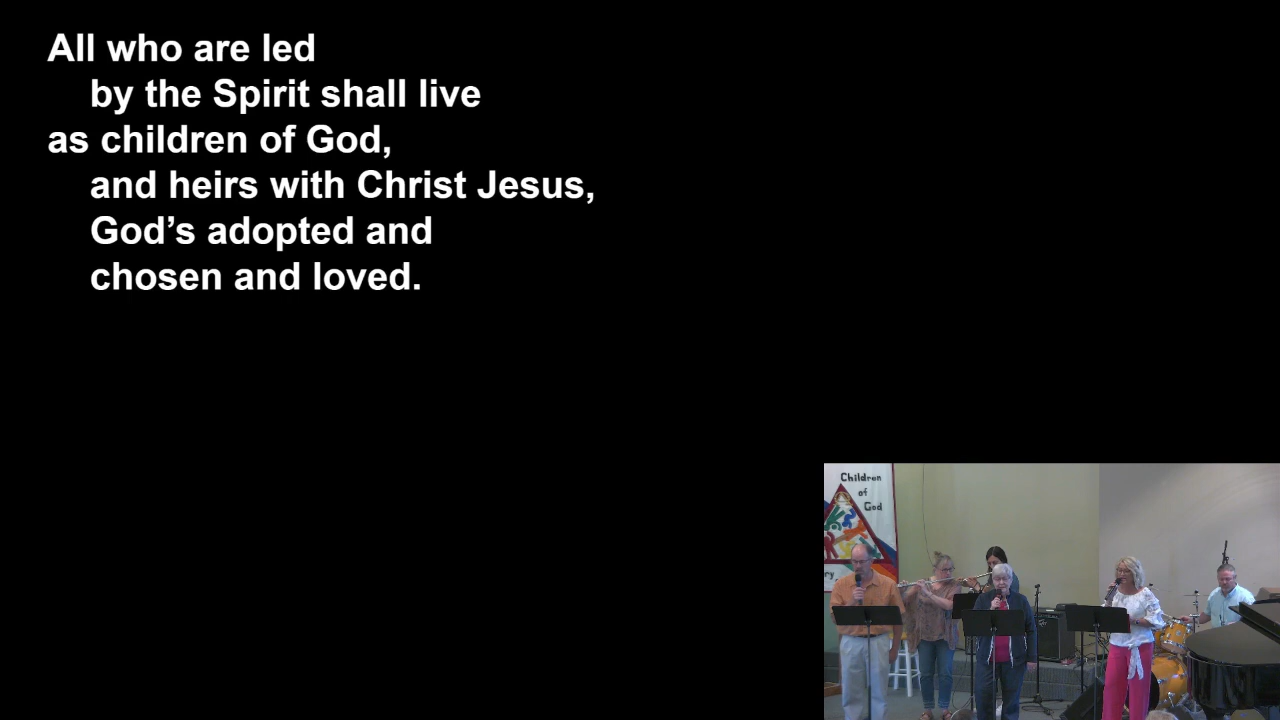 All who are led
by the Spirit shall live
as children of God,
and heirs with Christ Jesus,
God’s adopted and
chosen and loved.
Children
of
God